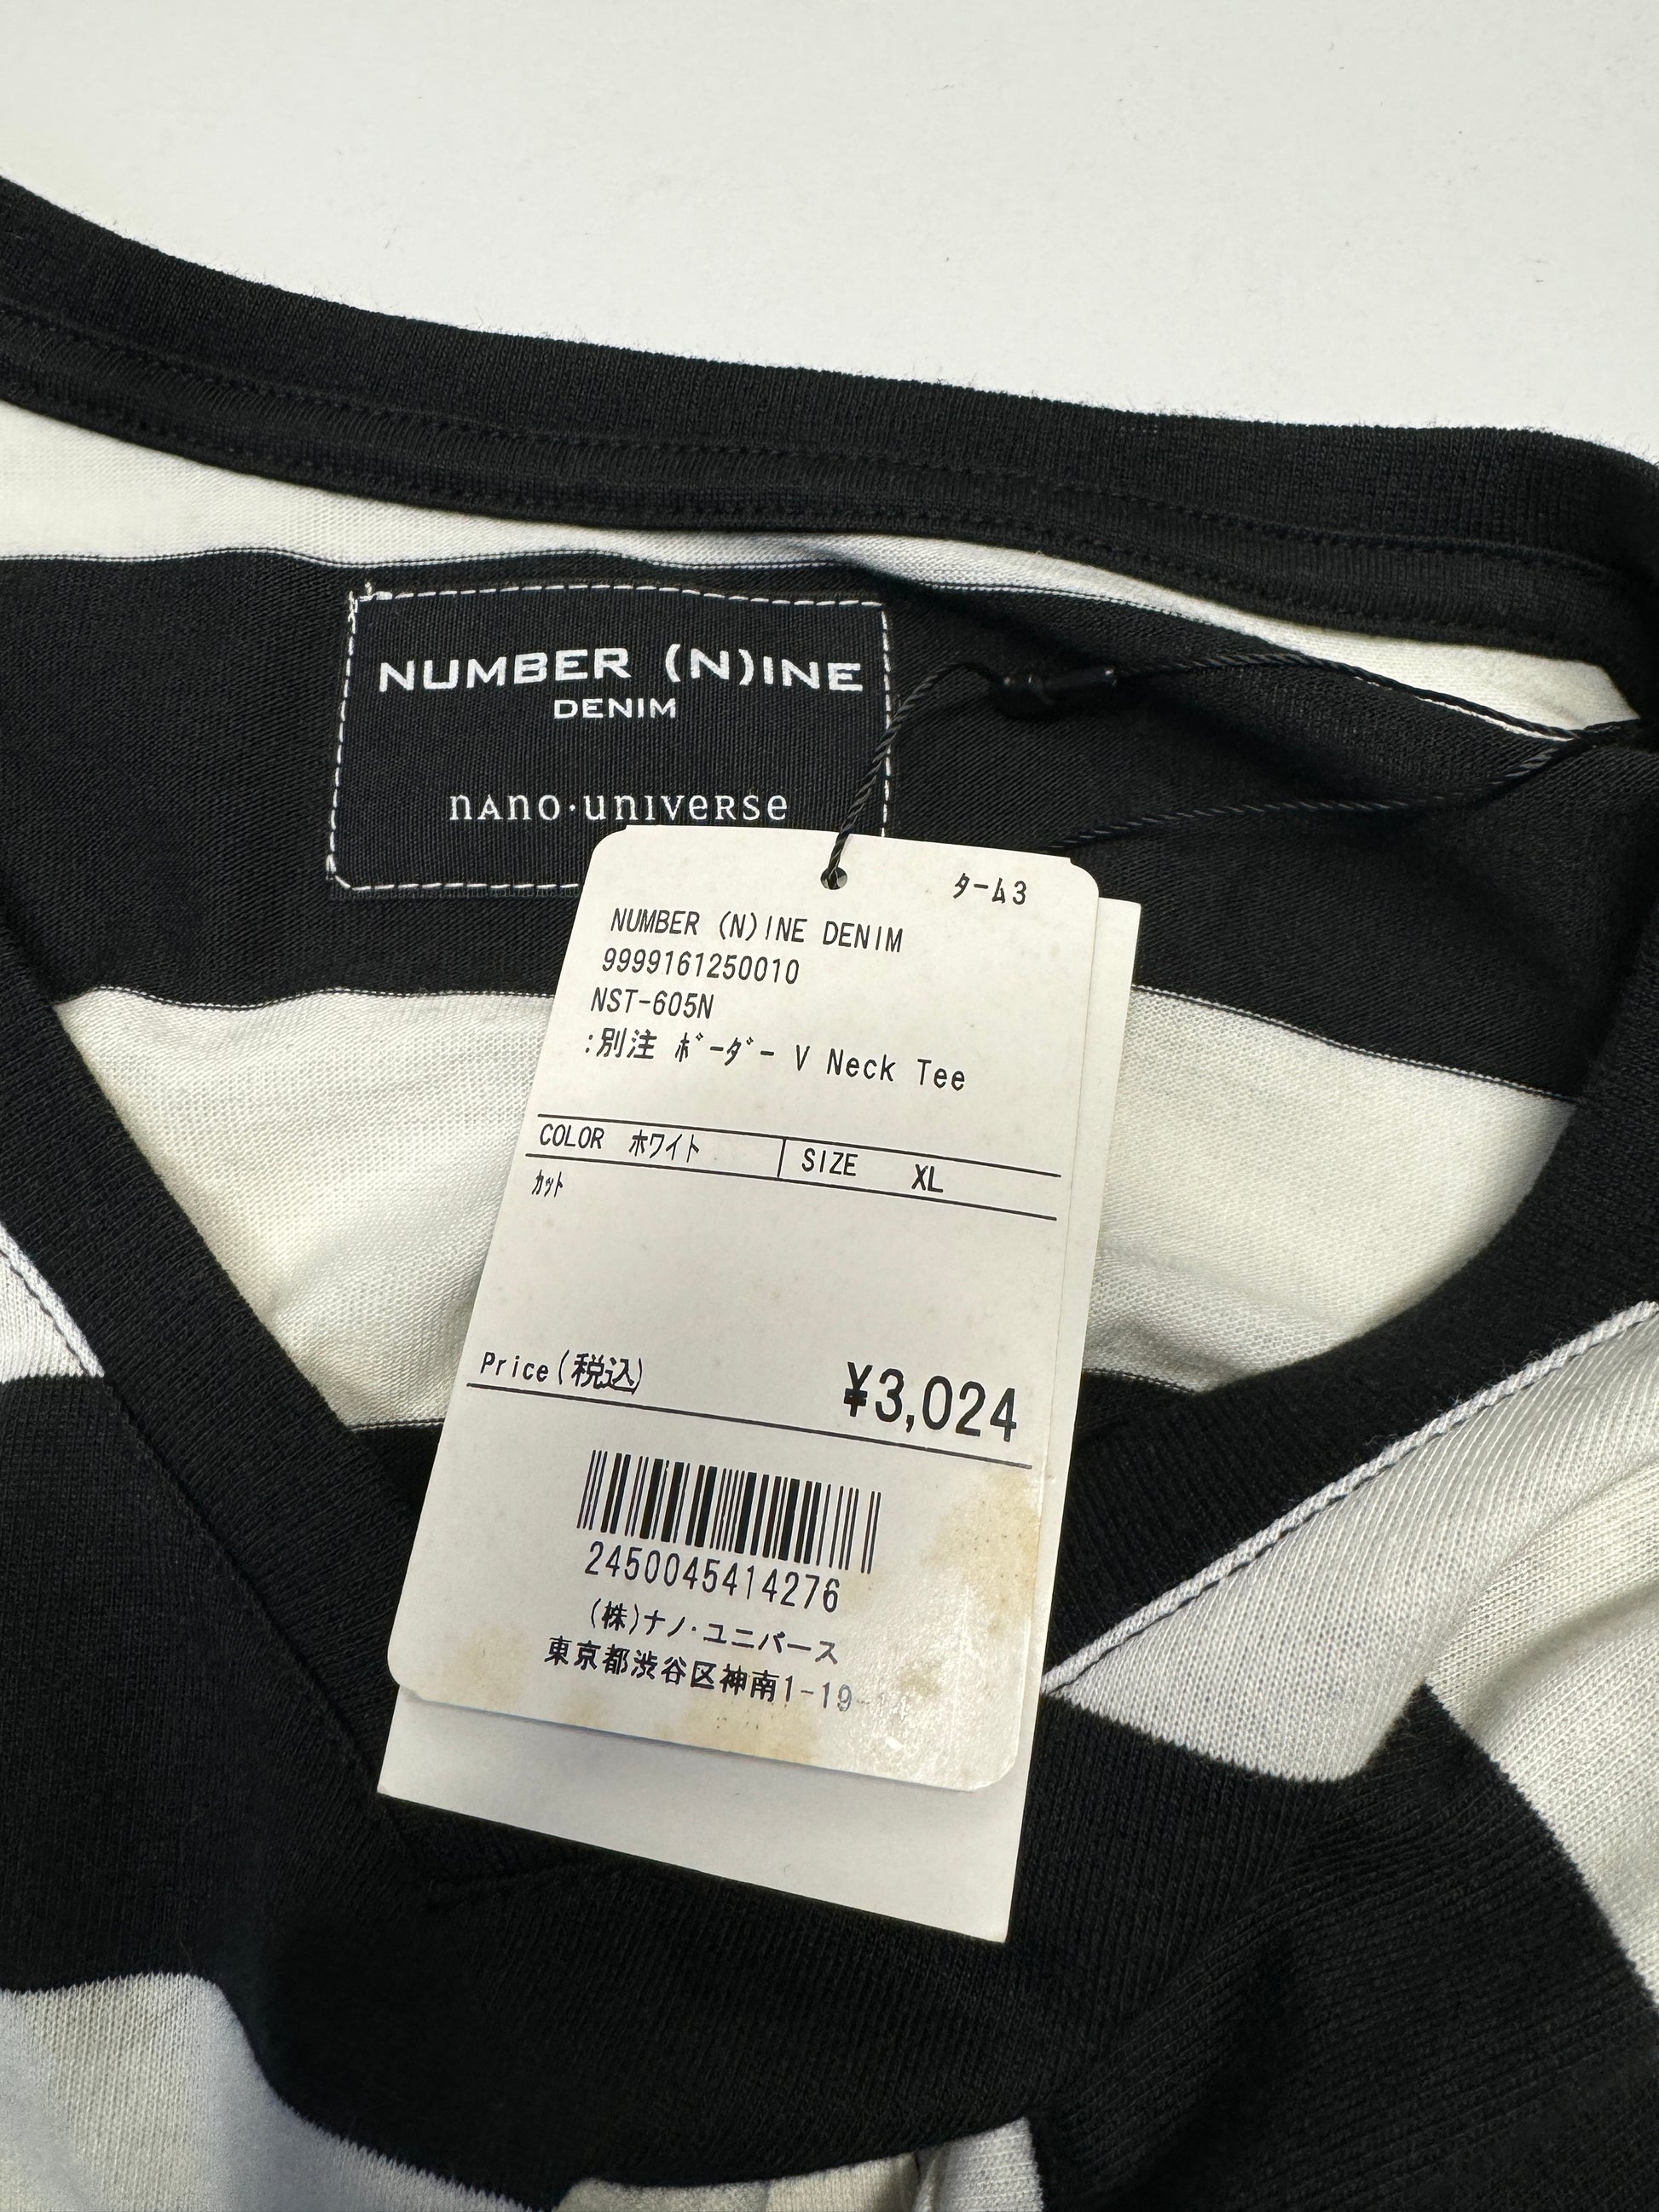 NUMBER (N)INE
DENIM
nano·universe
ﾀｰﾑ3
NUMBER (N)INE DENIM
9999161250010
NST-605N
:別注 ﾎﾞｰﾀﾞｰ V Neck Tee
COLOR ﾎﾜｲﾄ SIZE XL
ｶｯﾄ
Price(税込) ¥3,024
2450045414276
(株)ナノ・ユニバース
東京都渋谷区神南1-19-